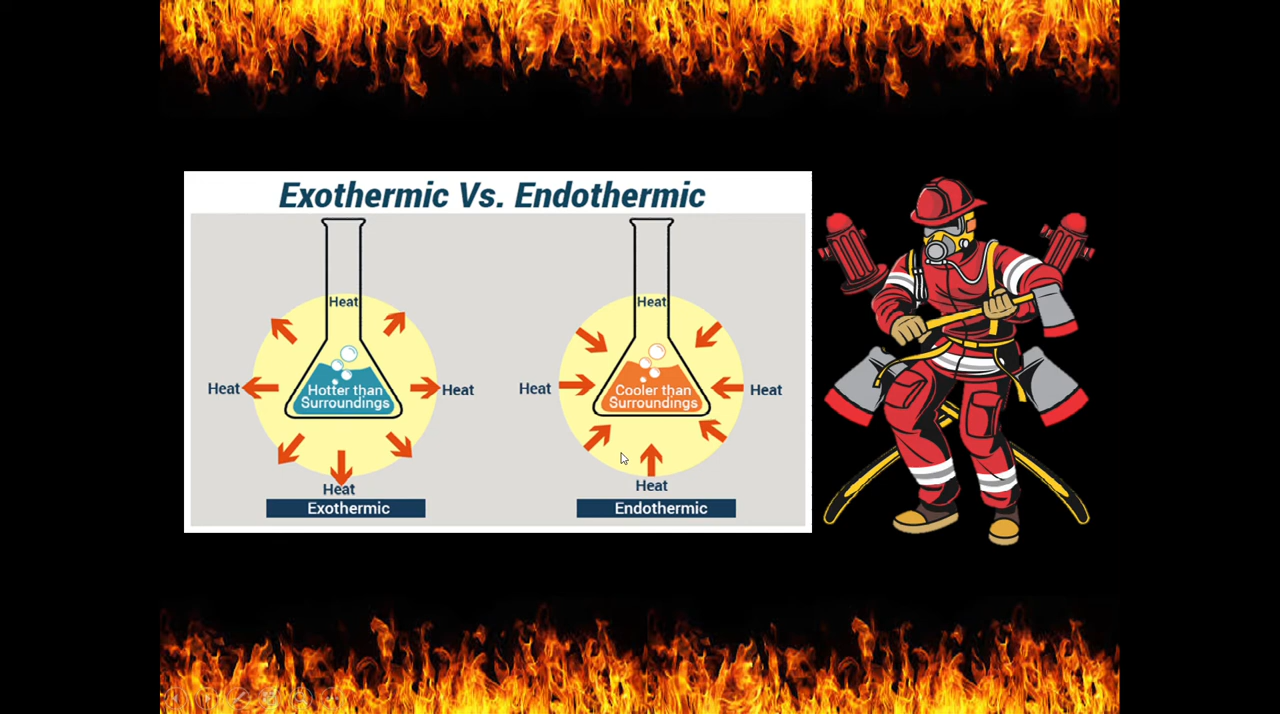 Exothermic Vs. Endothermic
Heat
Heat
Hotter than
Surroundings
Heat
Heat
Exothermic
Heat
Heat
Cooler than
Surroundings
Heat
Heat
Endothermic